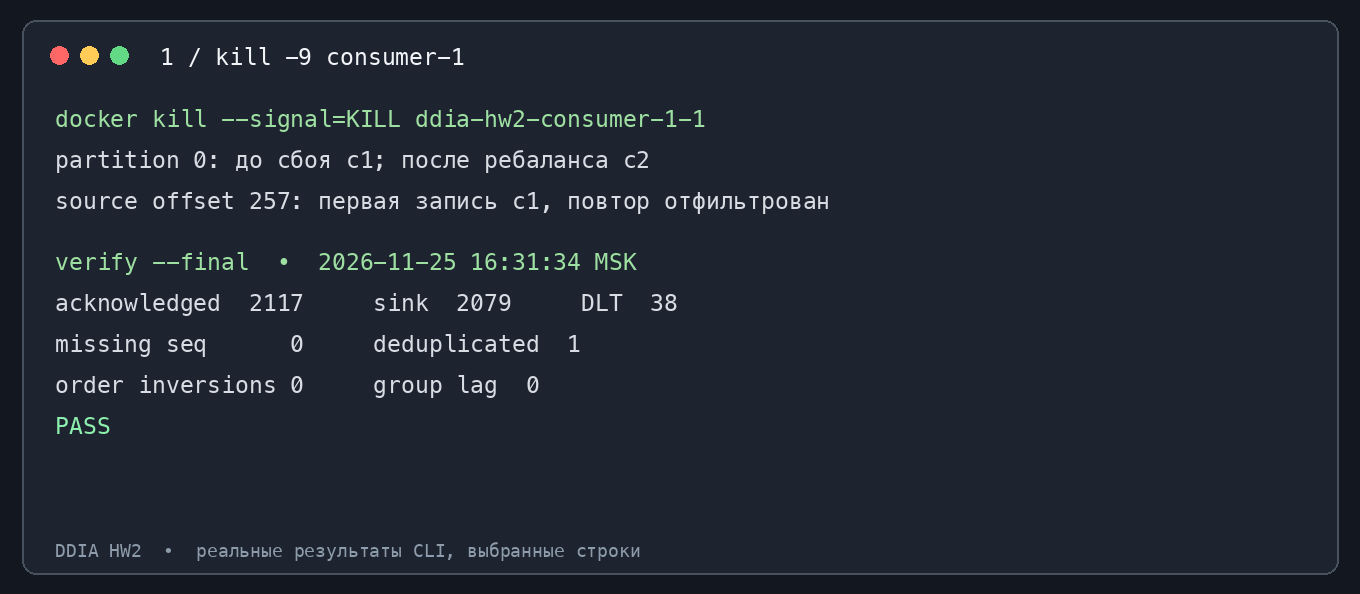 1 / kill -9 consumer-1
docker kill --signal=KILL ddia-hw2-consumer-1-1
partition 0: до сбоя c1; после ребаланса c2
source offset 257: первая запись c1, повтор отфильтрован
verify --final • 2026-11-25 16:31:34 MSK
acknowledged 2117 sink 2079 DLT 38
missing seq 0 deduplicated 1
order inversions 0 group lag 0
PASS
DDIA HW2 • реальные результаты CLI, выбранные строки